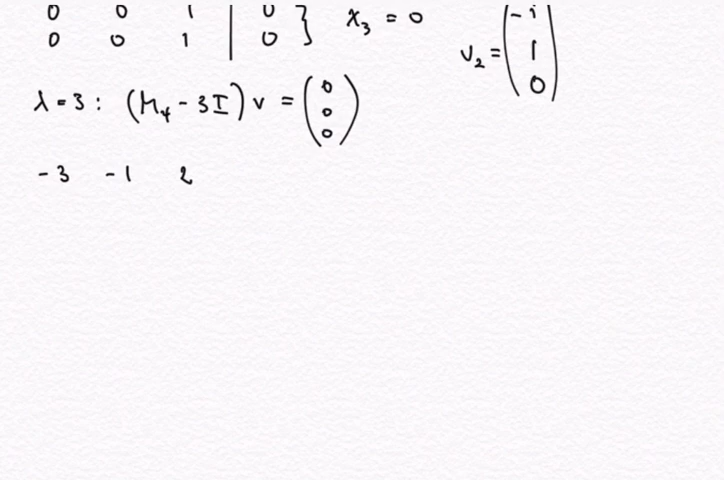 0 0 1 | 0 } x₃ = 0
0 0 1 | 0
v₂ = (-i 1 0)
λ = 3 : (M₄ - 3I) v = (0 0 0)
-3 -1 2